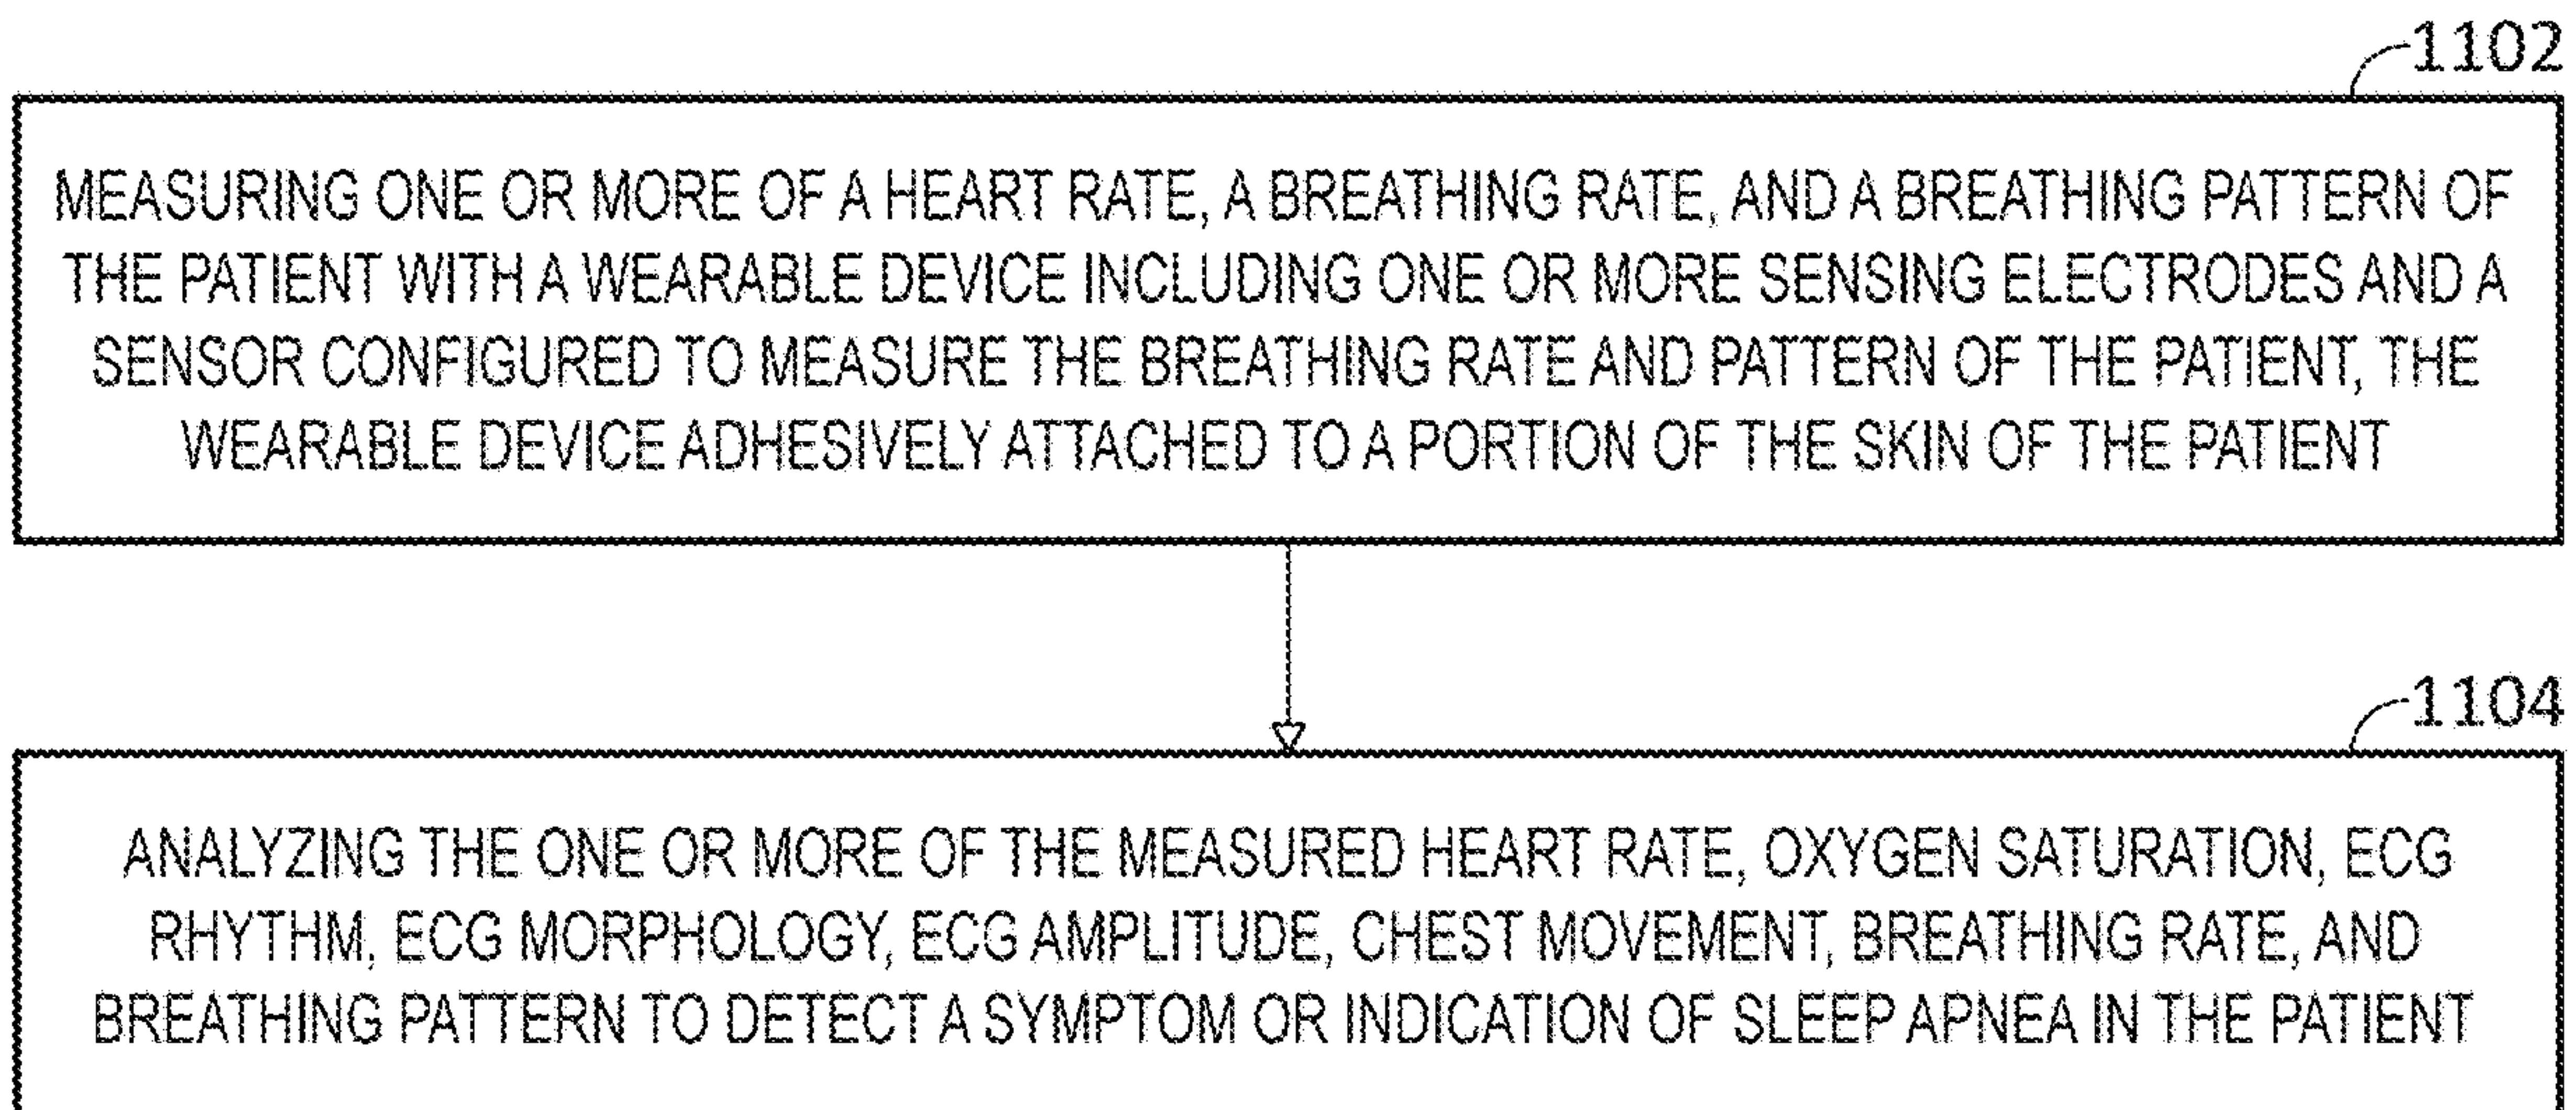 1102
MEASURING ONE OR MORE OF A HEART RATE, A BREATHING RATE, AND A BREATHING PATTERN OF
THE PATIENT WITH A WEARABLE DEVICE INCLUDING ONE OR MORE SENSING ELECTRODES AND A
SENSOR CONFIGURED TO MEASURE THE BREATHING RATE AND PATTERN OF THE PATIENT, THE
WEARABLE DEVICE ADHESIVELY ATTACHED TO A PORTION OF THE SKIN OF THE PATIENT
1104
ANALYZING THE ONE OR MORE OF THE MEASURED HEART RATE, OXYGEN SATURATION, ECG
RHYTHM, ECG MORPHOLOGY, ECG AMPLITUDE, CHEST MOVEMENT, BREATHING RATE, AND
BREATHING PATTERN TO DETECT A SYMPTOM OR INDICATION OF SLEEP APNEA IN THE PATIENT